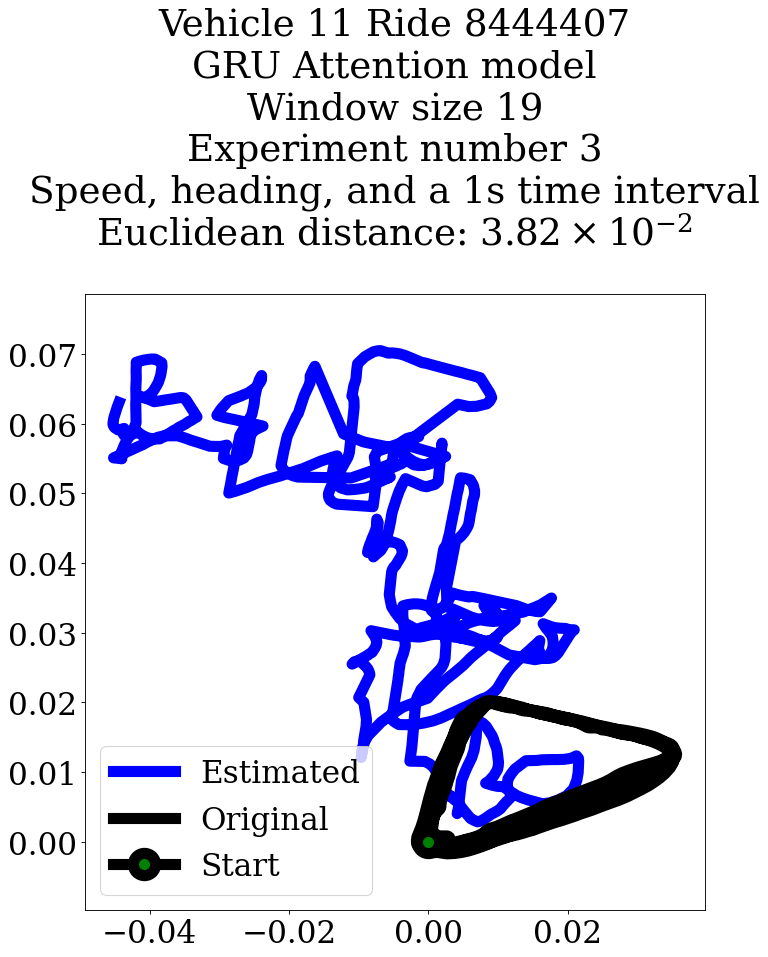 Vehicle 11 Ride 8444407
GRU Attention model
Window size 19
Experiment number 3
Speed, heading, and a 1s time interval
Euclidean distance: 3.82 × 10⁻²
0.07
0.06
0.05
0.04
0.03
0.02
0.01
0.00
Estimated
Original
Start
−0.04
−0.02
0.00
0.02